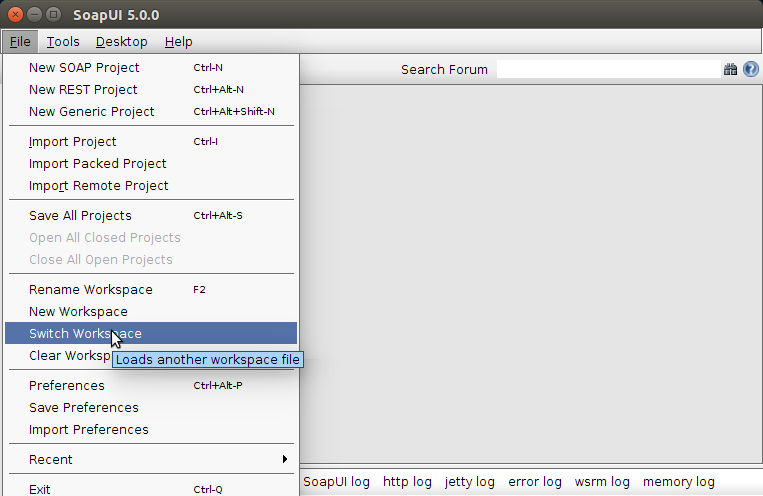 SoapUI 5.0.0
File Tools Desktop Help
Search Forum
New SOAP Project Ctrl-N
New REST Project Ctrl+Alt-N
New Generic Project Ctrl+Alt+Shift-N
Import Project Ctrl-I
Import Packed Project
Import Remote Project
Save All Projects Ctrl+Alt-S
Open All Closed Projects
Close All Open Projects
Rename Workspace F2
New Workspace
Switch Workspace
Clear Worksp
Loads another workspace file
Preferences Ctrl+Alt-P
Save Preferences
Import Preferences
Recent
Exit Ctrl-Q
SoapUI log http log jetty log error log wsrm log memory log